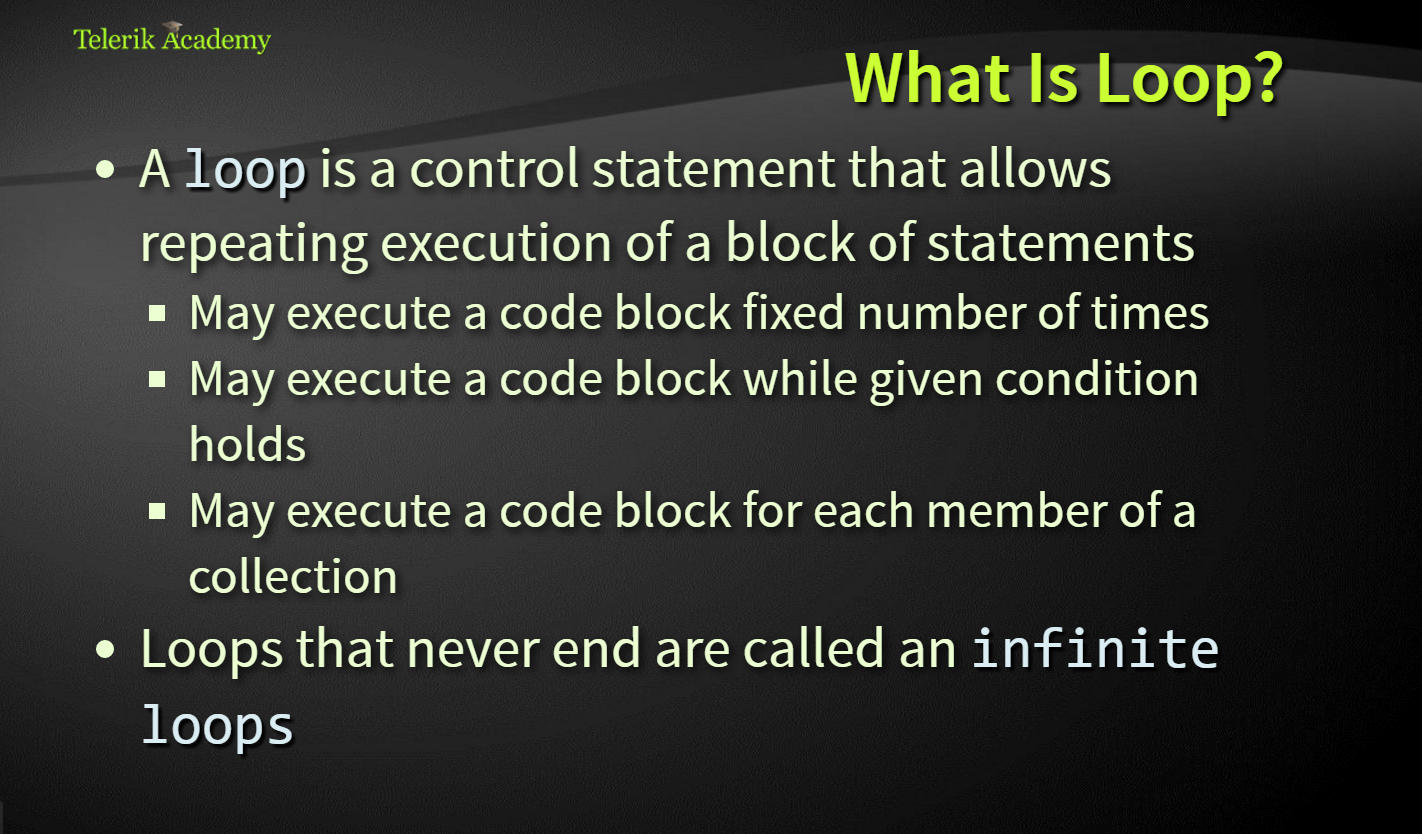 Telerik Academy
What Is Loop?
• A loop is a control statement that allows
repeating execution of a block of statements
▪ May execute a code block fixed number of times
▪ May execute a code block while given condition
holds
▪ May execute a code block for each member of a
collection
• Loops that never end are called an infinite
loops